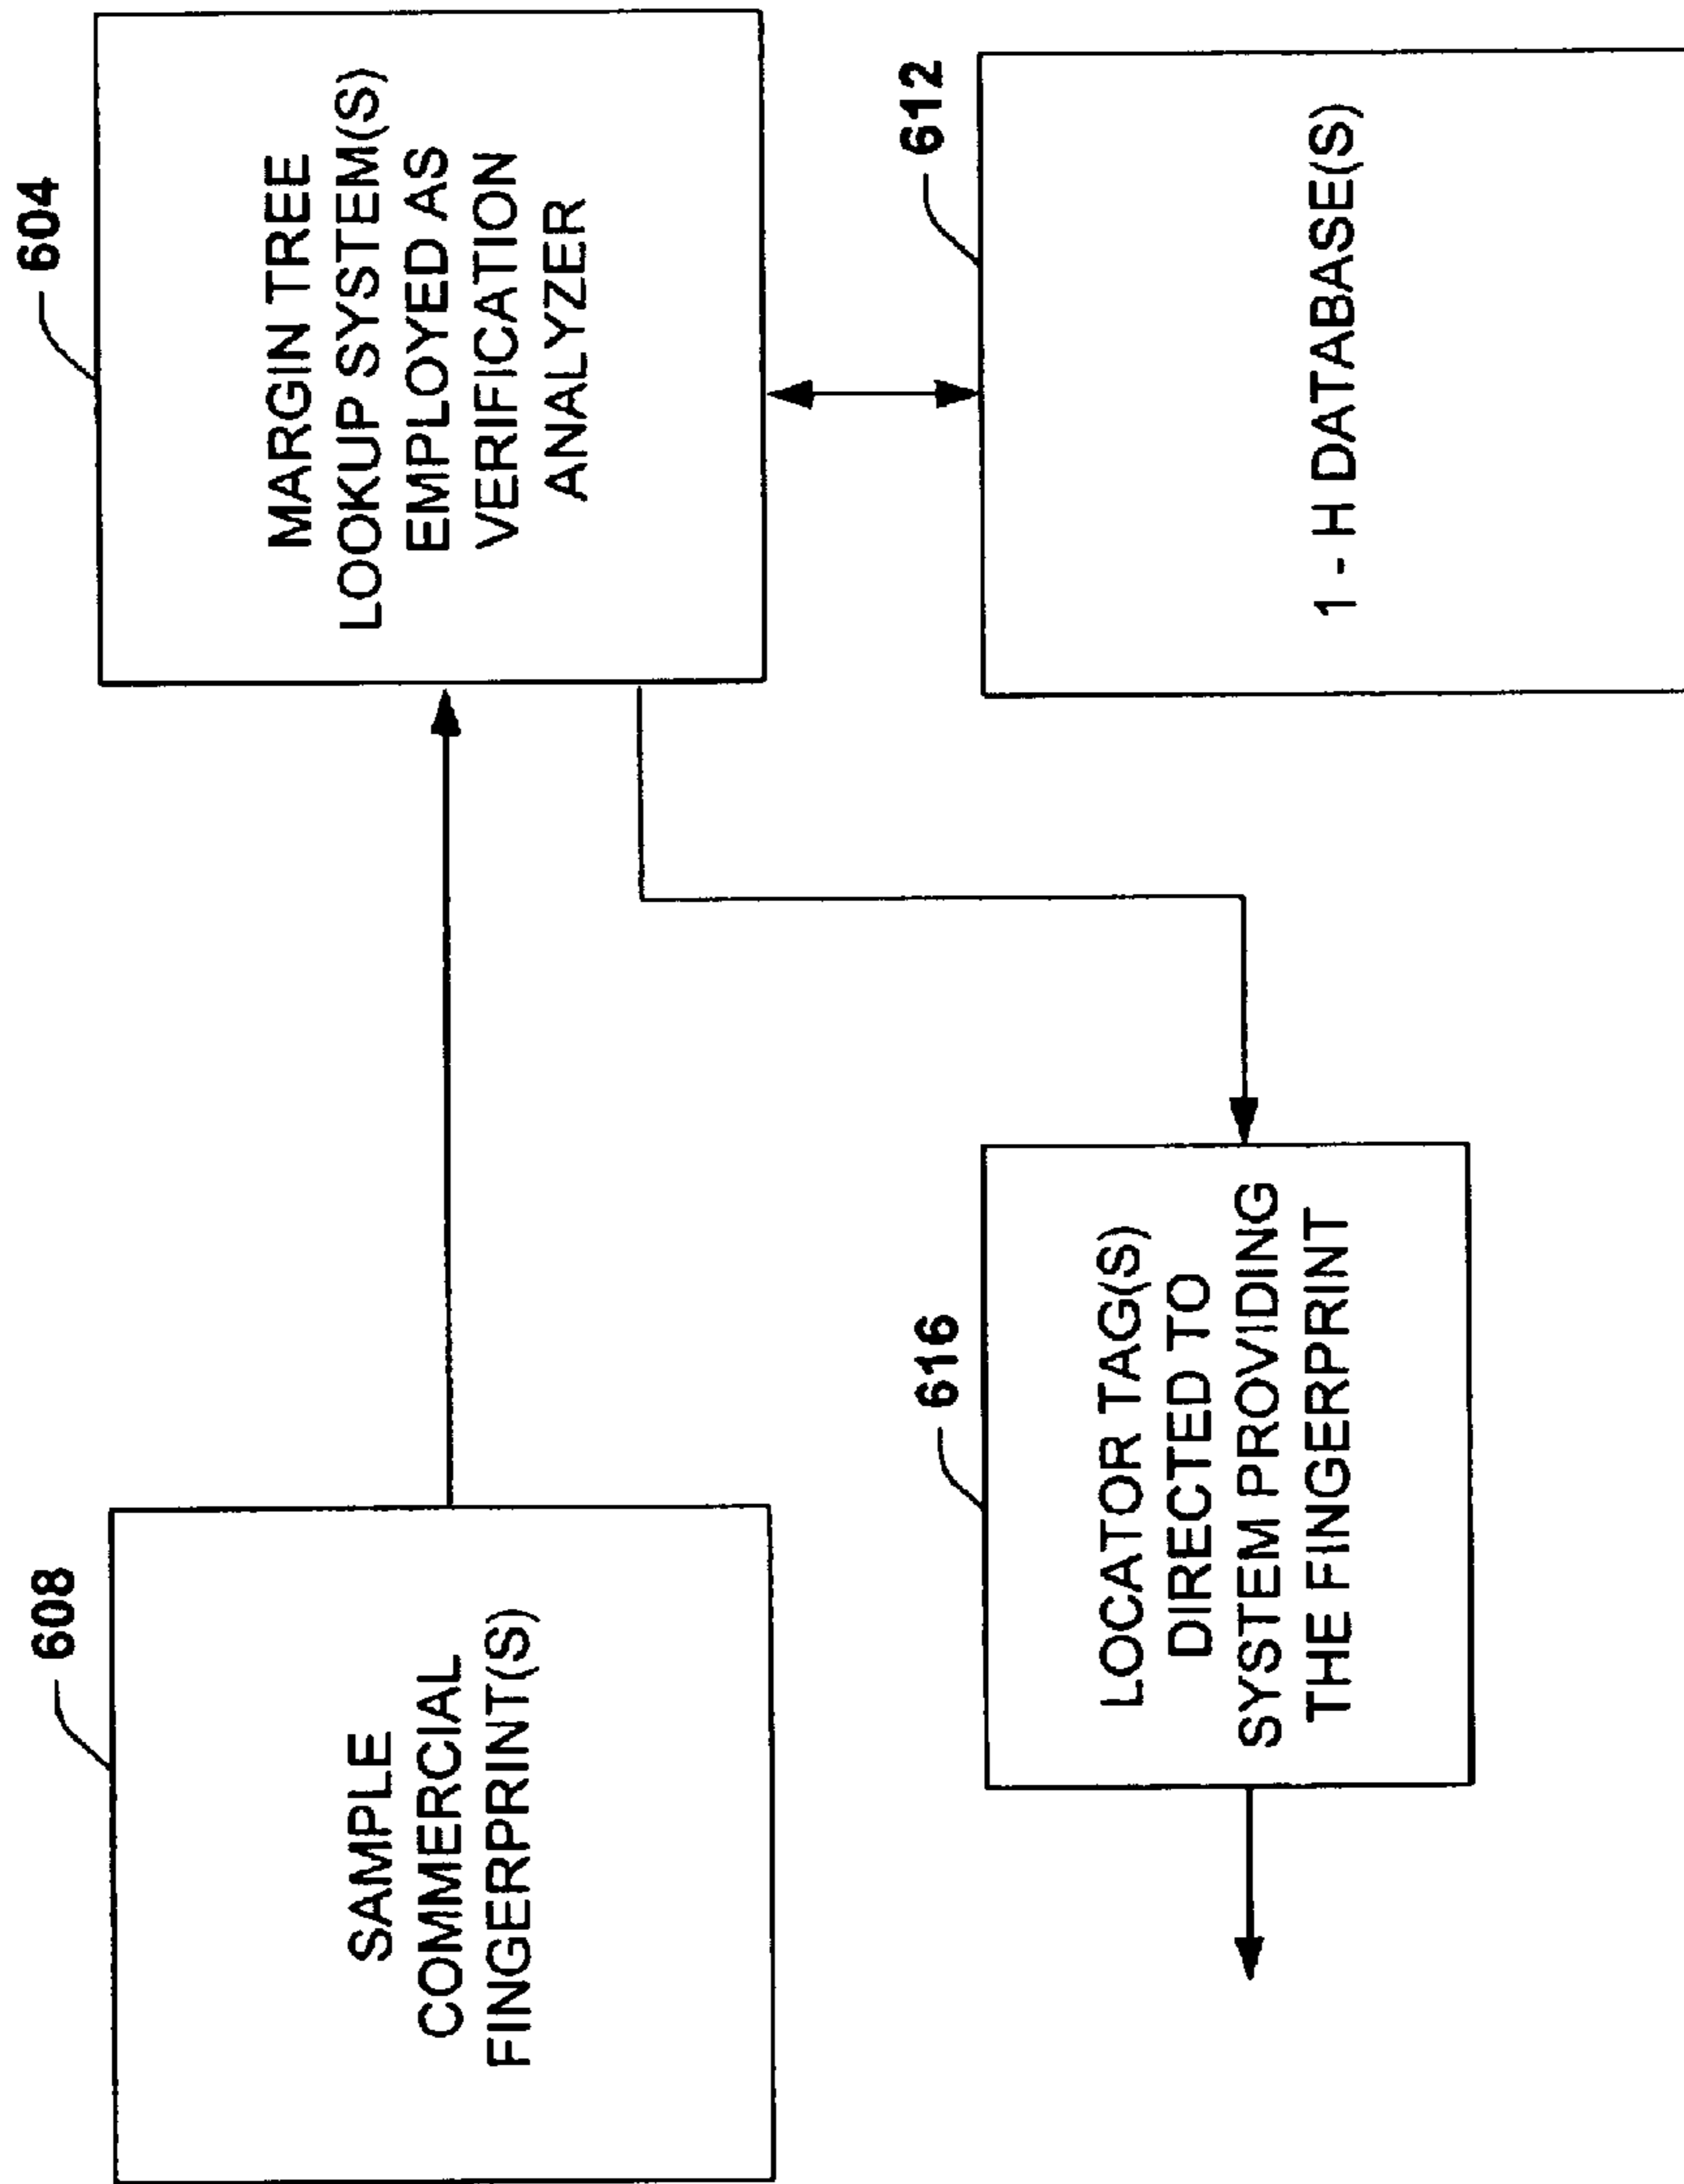 608
SAMPLE
COMMERCIAL
FINGERPRINT(S)
604
MARGIN TREE
LOOKUP SYSTEM(S)
EMPLOYED AS
VERIFICATION
ANALYZER
616
LOCATOR TAG(S)
DIRECTED TO
SYSTEM PROVIDING
THE FINGERPRINT
612
1 - H DATABASE(S)